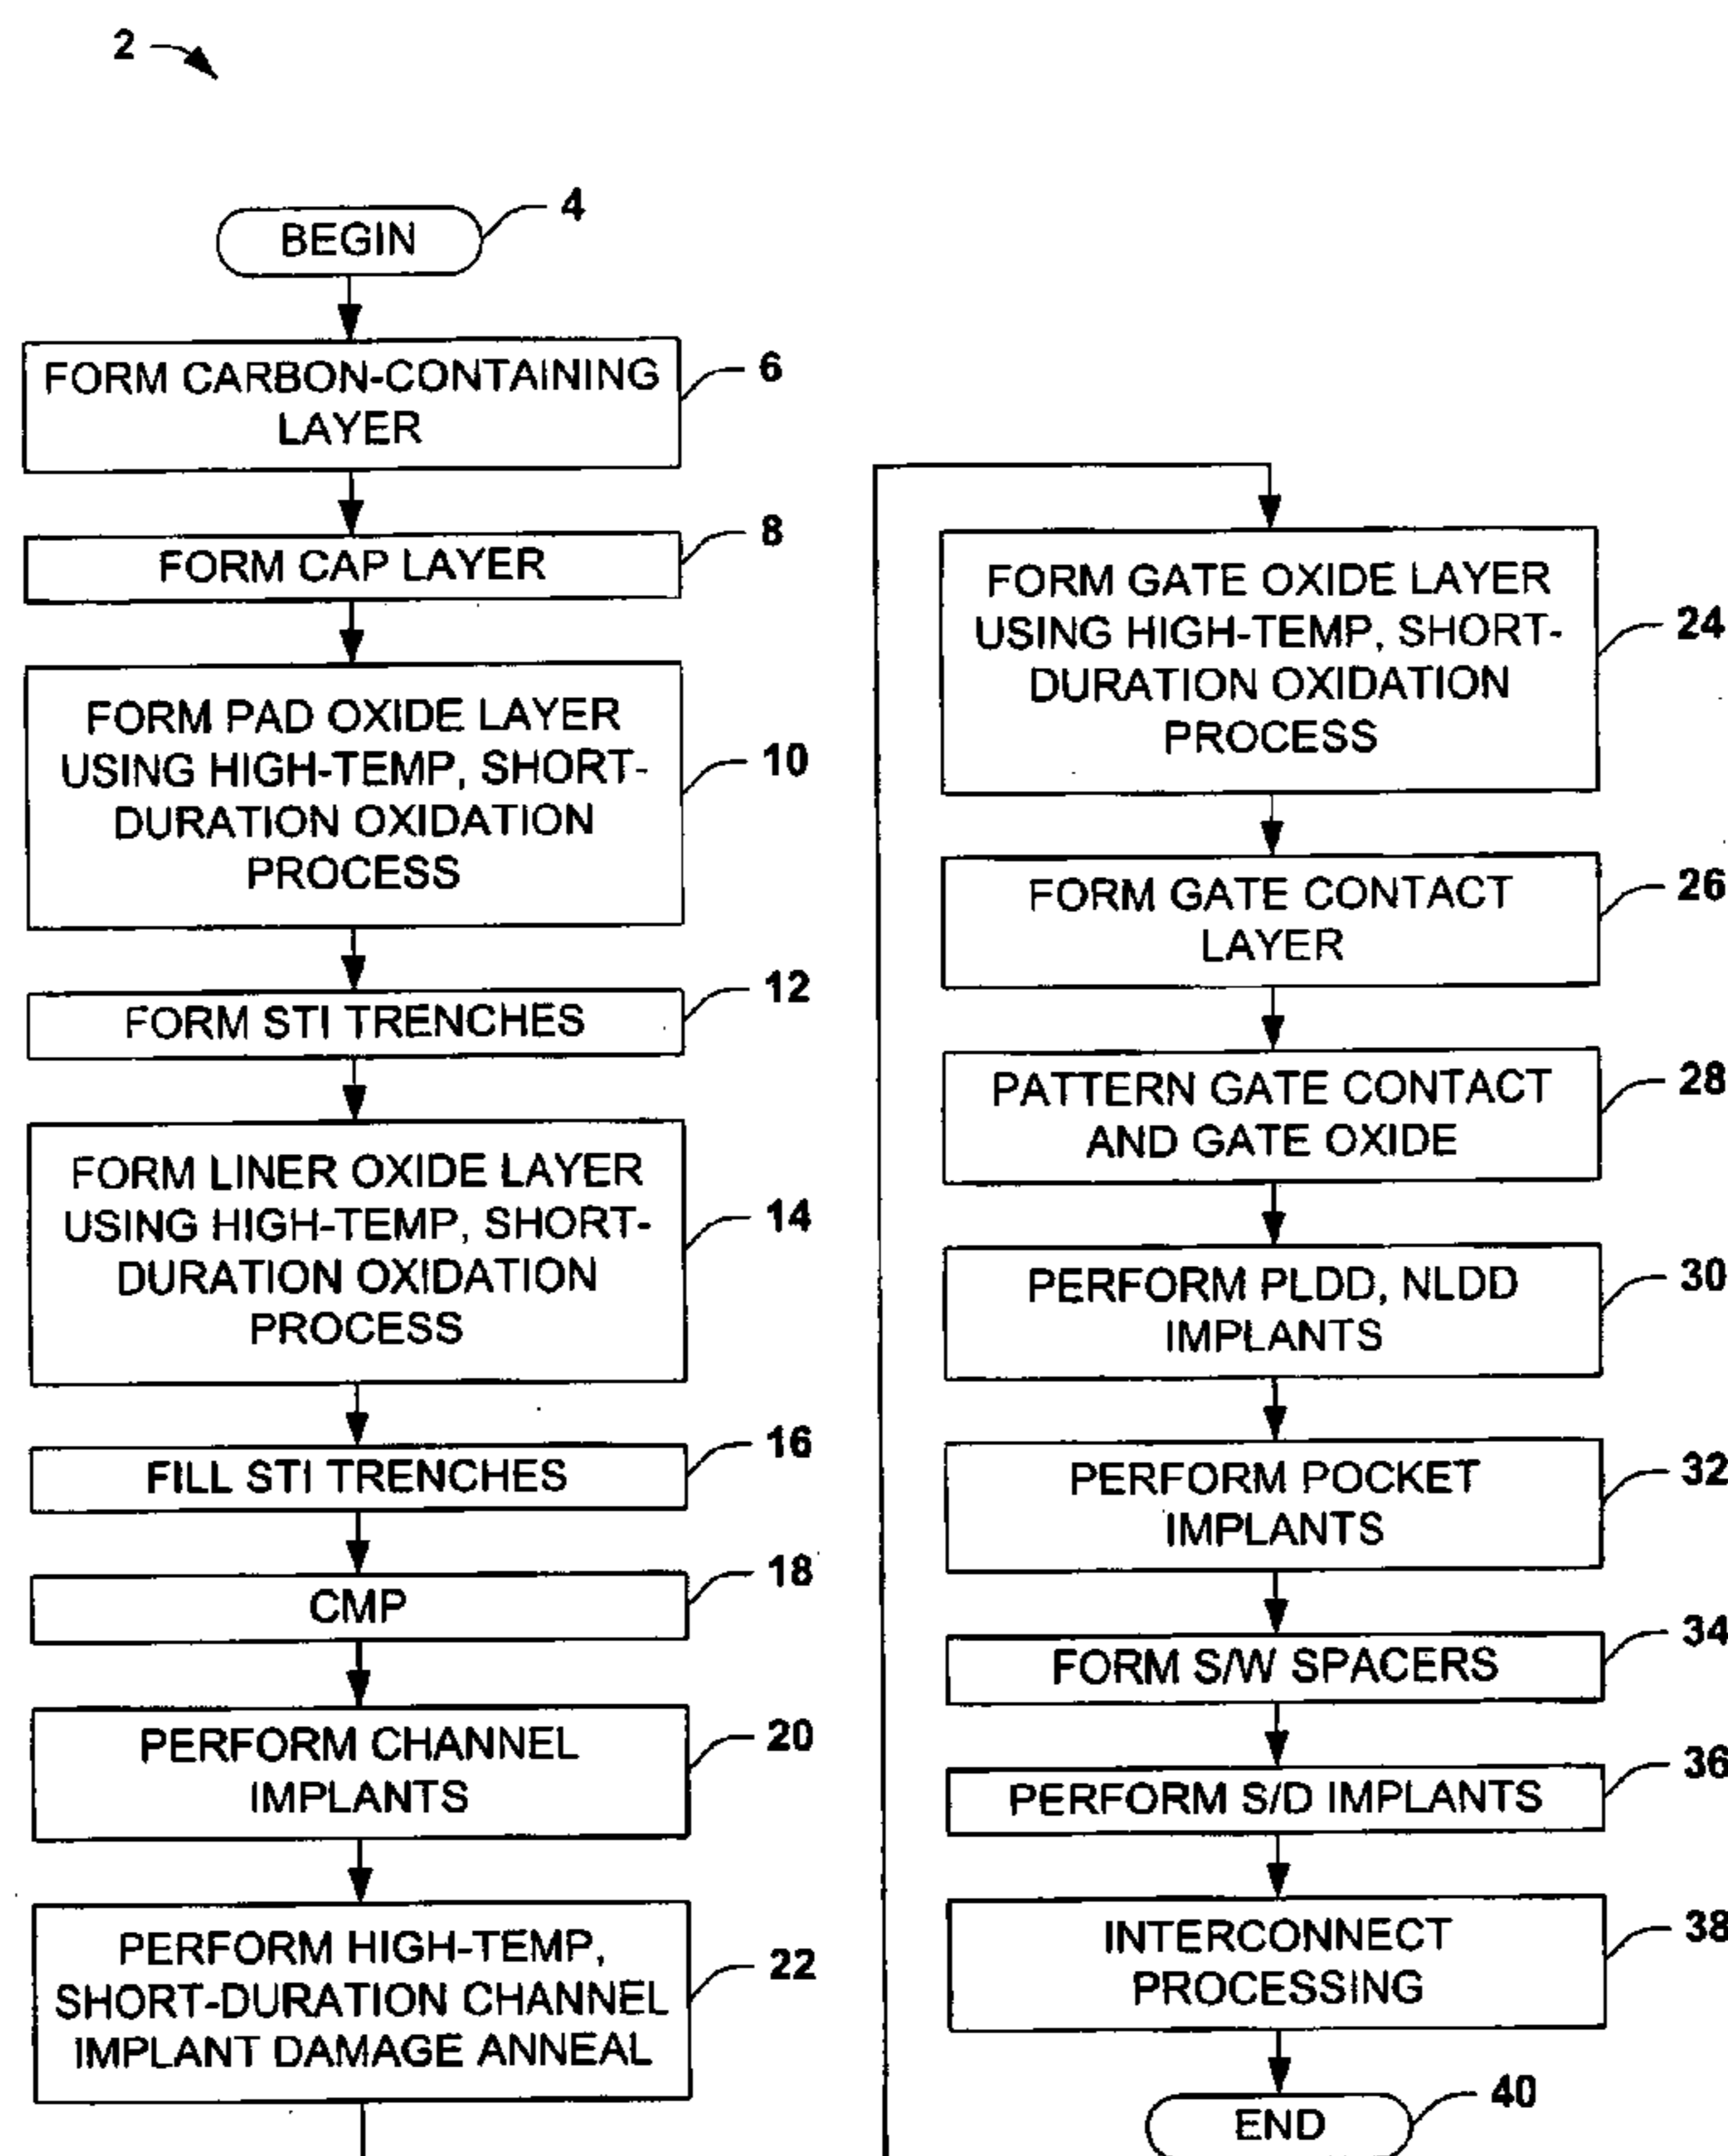 2
BEGIN
4
FORM CARBON-CONTAINING
LAYER
6
FORM CAP LAYER
8
FORM PAD OXIDE LAYER
USING HIGH-TEMP, SHORT-
DURATION OXIDATION
PROCESS
10
FORM STI TRENCHES
12
FORM LINER OXIDE LAYER
USING HIGH-TEMP, SHORT-
DURATION OXIDATION
PROCESS
14
FILL STI TRENCHES
16
CMP
18
PERFORM CHANNEL
IMPLANTS
20
PERFORM HIGH-TEMP,
SHORT-DURATION CHANNEL
IMPLANT DAMAGE ANNEAL
22
FORM GATE OXIDE LAYER
USING HIGH-TEMP, SHORT-
DURATION OXIDATION
PROCESS
24
FORM GATE CONTACT
LAYER
26
PATTERN GATE CONTACT
AND GATE OXIDE
28
PERFORM PLDD, NLDD
IMPLANTS
30
PERFORM POCKET
IMPLANTS
32
FORM S/W SPACERS
34
PERFORM S/D IMPLANTS
36
INTERCONNECT
PROCESSING
38
END
40